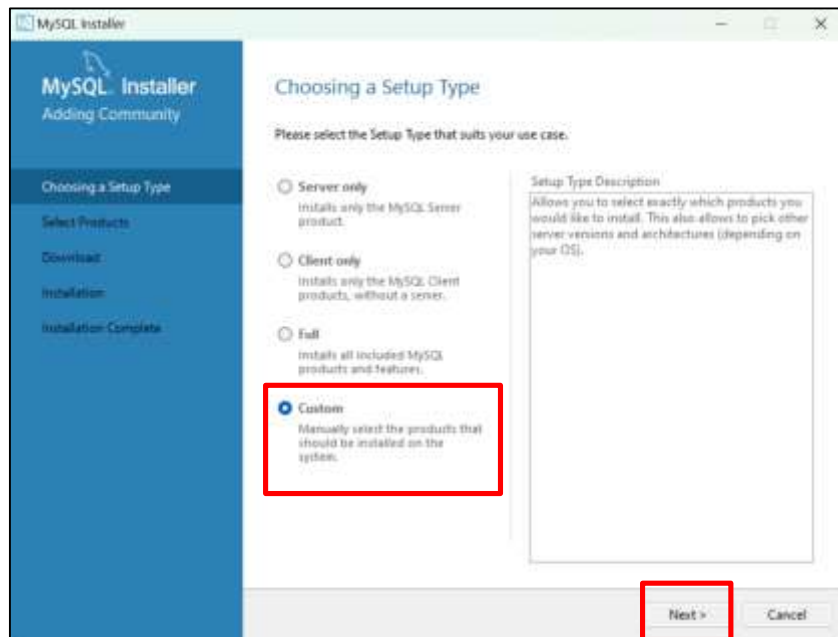 MySQL Installer
MySQL Installer
Adding Community
Choosing a Setup Type
Select Products
Download
Installation
Installation Complete
Choosing a Setup Type
Please select the Setup Type that suits your use case.
Server only
Installs only the MySQL Server
product.
Client only
Installs only the MySQL Client
products, without a server.
Full
Installs all included MySQL
products and features.
Custom
Manually select the products that
should be installed on the
system.
Setup Type Description
Allows you to select exactly which products you
would like to install. This also allows to pick other
server versions and architectures (depending on
your OS).
Next >
Cancel